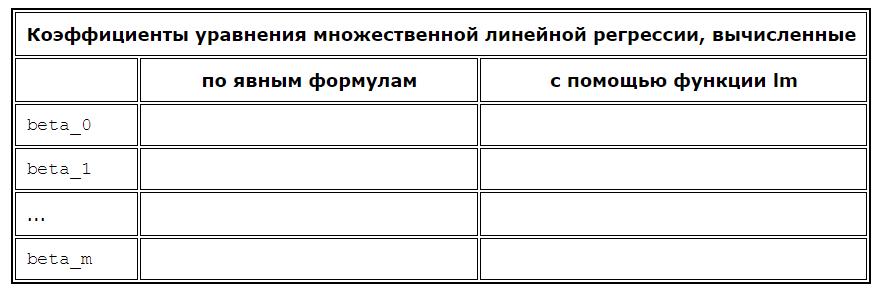 Коэффициенты уравнения множественной линейной регрессии, вычисленные
по явным формулам с помощью функции lm
beta_0
beta_1
...
beta_m